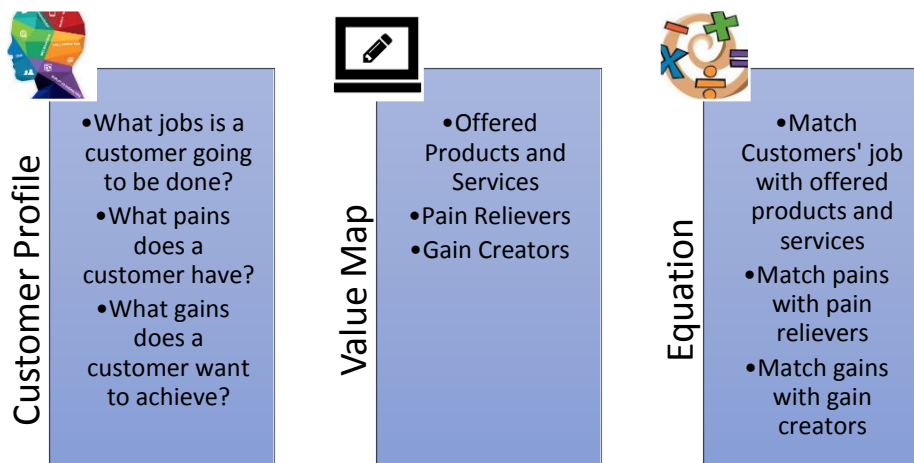 Customer Profile
•What jobs is a
customer going
to be done?
•What pains
does a
customer have?
•What gains
does a
customer want
to achieve?
Value Map
•Offered
Products and
Services
•Pain Relievers
•Gain Creators
Equation
•Match
Customers' job
with offered
products and
services
•Match pains
with pain
relievers
•Match gains
with gain
creators